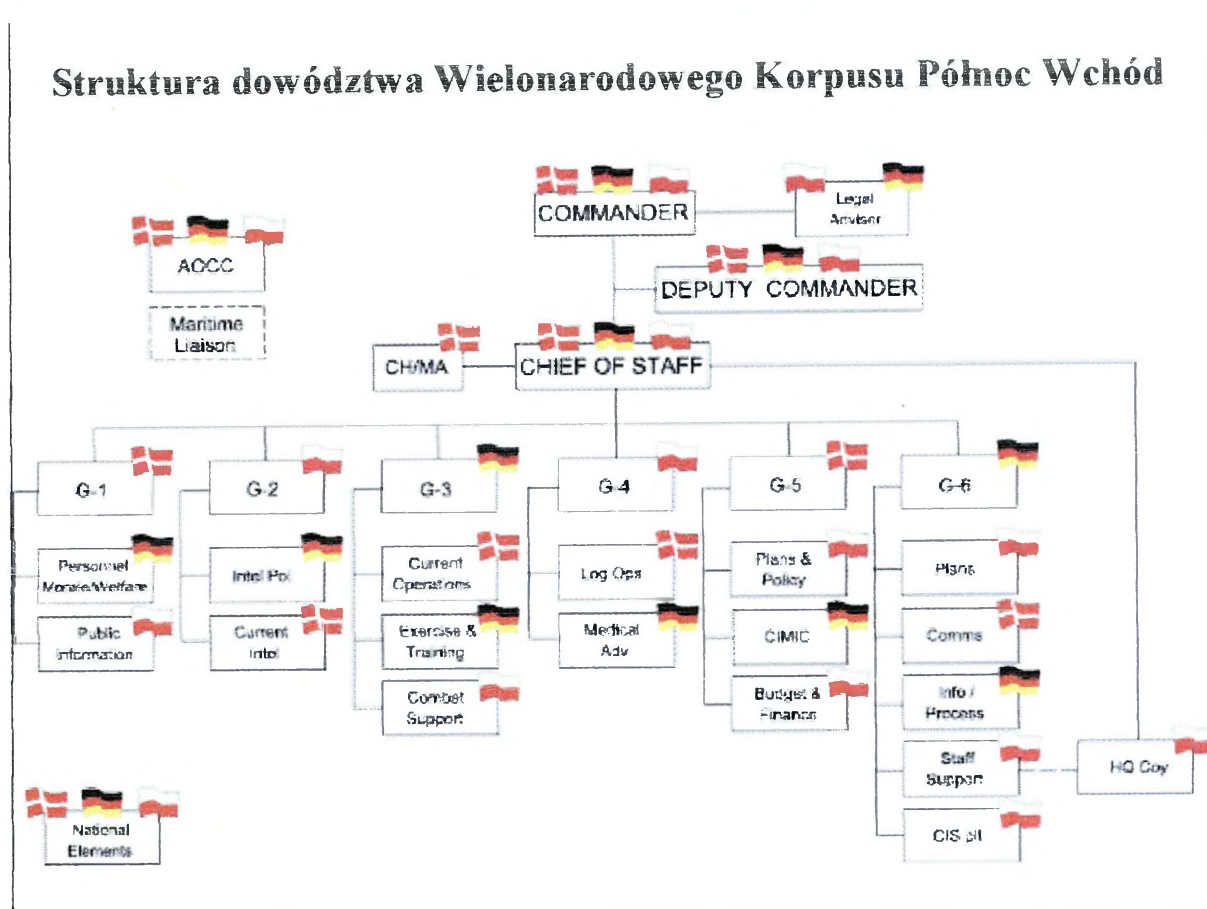 Struktura dowództwa Wielonarodowego Korpusu Północ Wchód
COMMANDER
Legal
Adviser
AOCC
DEPUTY COMMANDER
Maritime
Liaison
CH/MA
CHIEF OF STAFF
G-1
G-2
G-3
G-4
G-5
G-6
Personnel
Morale/Welfare
Intel Pol
Current
Operations
Log Ops
Plans &
Policy
Plans
Public
Information
Current
Intel
Exercise &
Training
Medical
Adv
CIMIC
Comms
Combat
Support
Budget &
Finance
Info /
Process
Staff
Support
HQ Coy
National
Elements
CIS plt